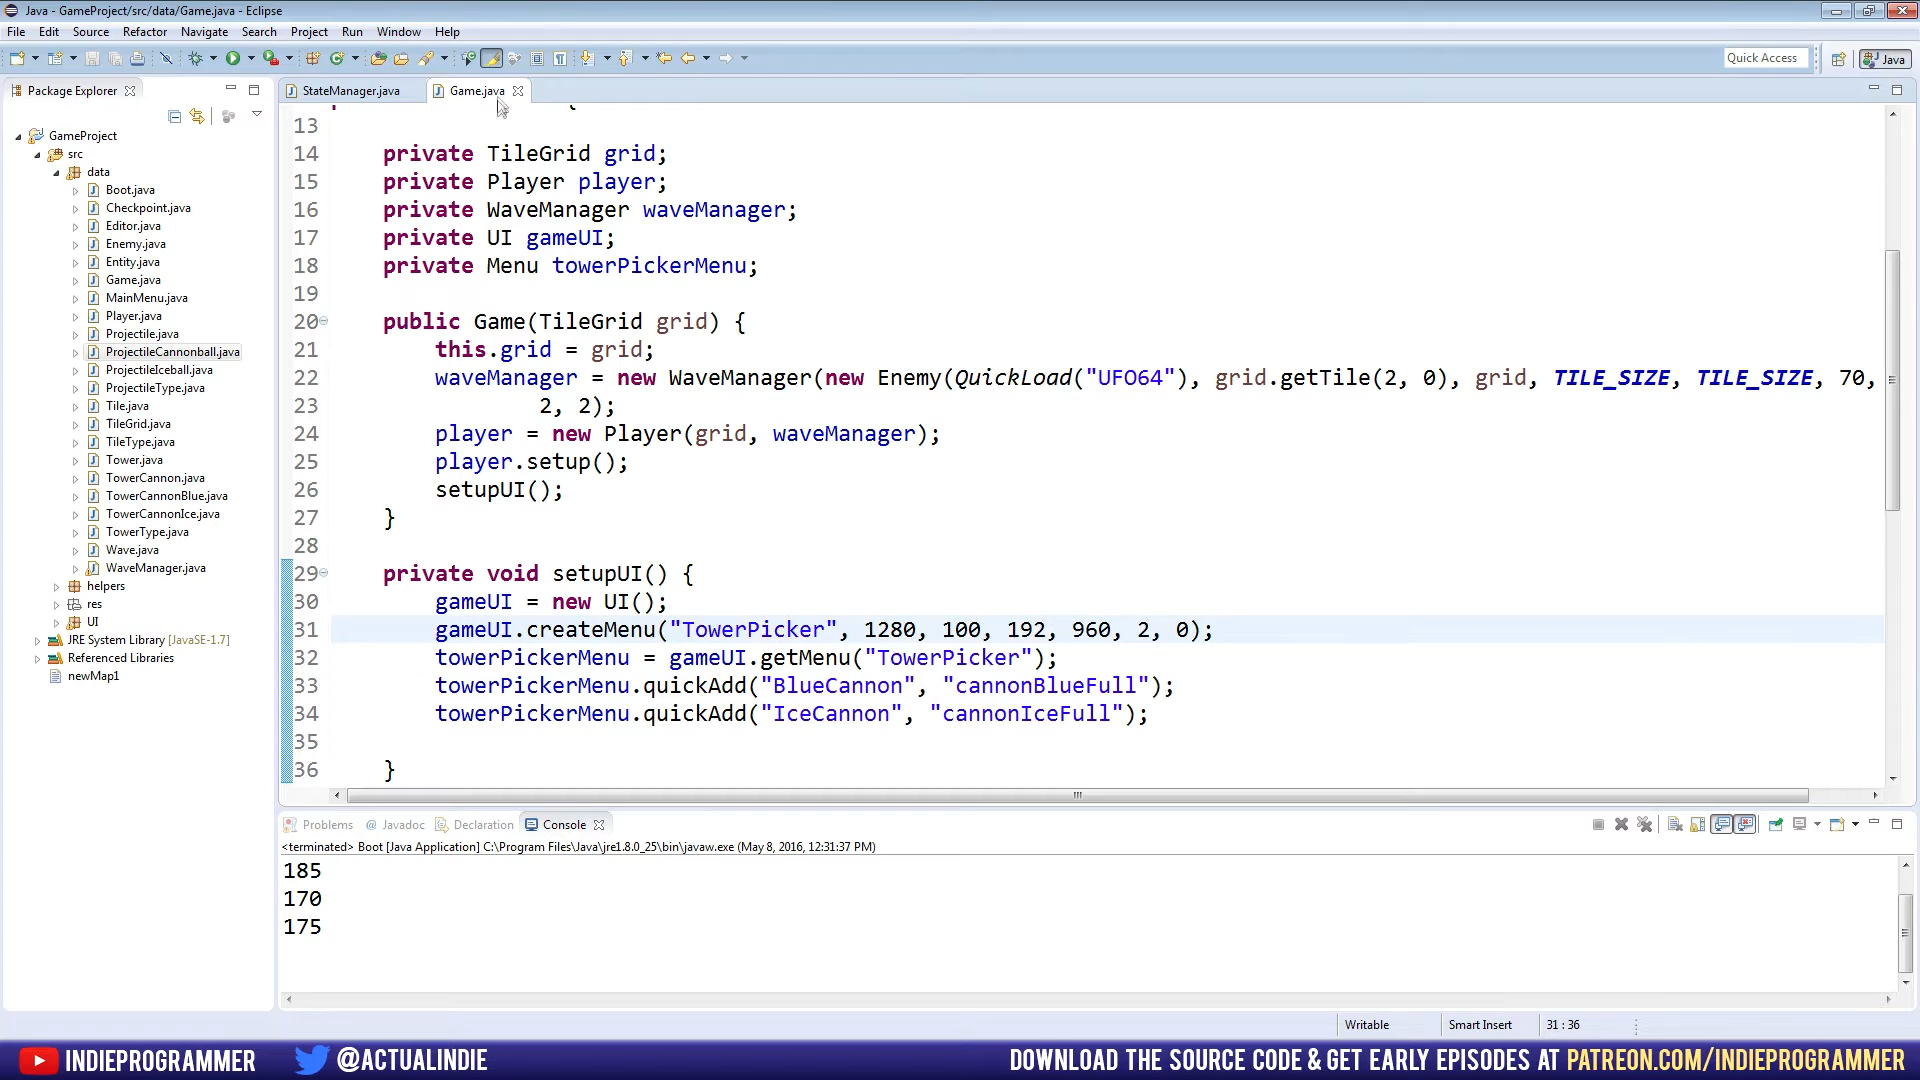 Java - GameProject/src/data/Game.java - Eclipse
File Edit Source Refactor Navigate Search Project Run Window Help
Quick Access Java
Package Explorer
StateManager.java Game.java
GameProject
src
data
Boot.java
Checkpoint.java
Editor.java
Enemy.java
Entity.java
Game.java
MainMenu.java
Player.java
Projectile.java
ProjectileCannonball.java
ProjectileIceball.java
ProjectileType.java
Tile.java
TileGrid.java
TileType.java
Tower.java
TowerCannon.java
TowerCannonBlue.java
TowerCannonIce.java
TowerType.java
Wave.java
WaveManager.java
helpers
res
UI
JRE System Library [JavaSE-1.7]
Referenced Libraries
newMap1
13
14 private TileGrid grid;
15 private Player player;
16 private WaveManager waveManager;
17 private UI gameUI;
18 private Menu towerPickerMenu;
19
20 public Game(TileGrid grid) {
21 this.grid = grid;
22 waveManager = new WaveManager(new Enemy(QuickLoad("UFO64"), grid.getTile(2, 0), grid, TILE_SIZE, TILE_SIZE, 70,
23 2, 2);
24 player = new Player(grid, waveManager);
25 player.setup();
26 setupUI();
27 }
28
29 private void setupUI() {
30 gameUI = new UI();
31 gameUI.createMenu("TowerPicker", 1280, 100, 192, 960, 2, 0);
32 towerPickerMenu = gameUI.getMenu("TowerPicker");
33 towerPickerMenu.quickAdd("BlueCannon", "cannonBlueFull");
34 towerPickerMenu.quickAdd("IceCannon", "cannonIceFull");
35
36 }
Problems Javadoc Declaration Console
<terminated> Boot [Java Application] C:\Program Files\Java\jre1.8.0_25\bin\javaw.exe (May 8, 2016, 12:31:37 PM)
185
170
175
Writable Smart Insert 31 : 36
INDIEPROGRAMMER @ACTUALINDIE DOWNLOAD THE SOURCE CODE & GET EARLY EPISODES AT PATREON.COM/INDIEPROGRAMMER